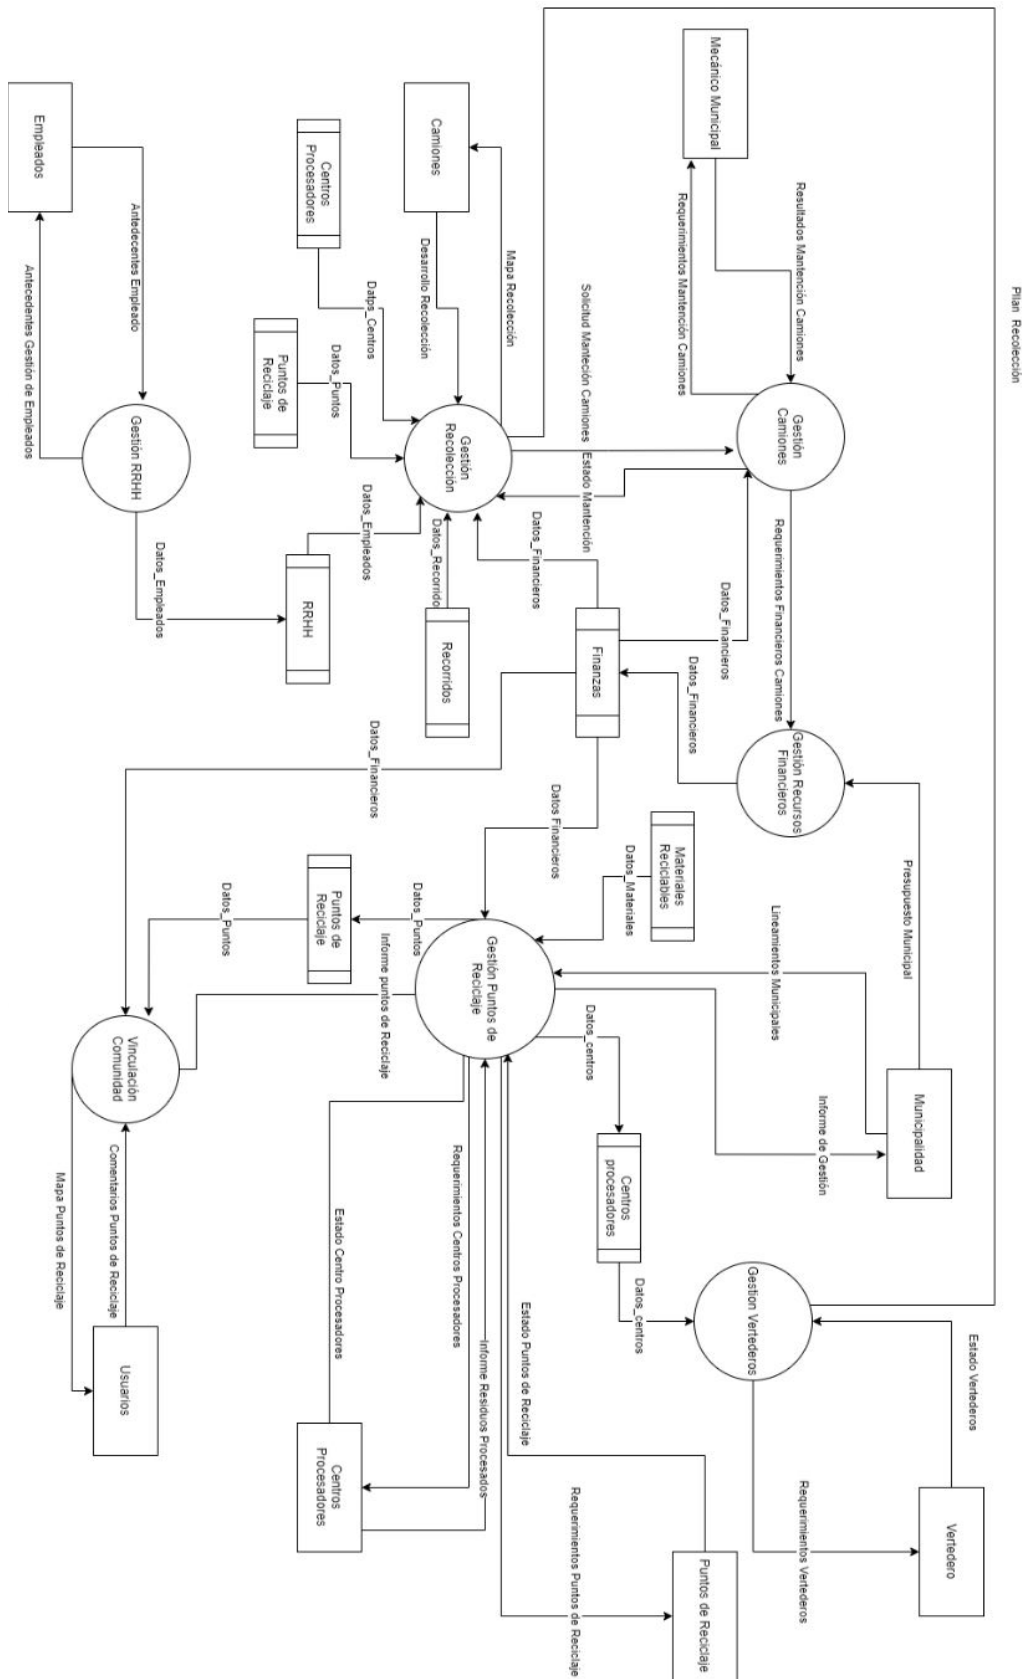 Pllan Recolección
Estado Vertederos
Vertedero
Municipalidad
Presupuesto Municipal
Informe de Gestión
Mecánico Municipal
Resultados Mantención Camiones
Gestión
Camiones
Requerimientos Financieros Camiones
Gestión Recursos
Financieros
Lineamientos Municipales
Gestion Vertederos
Requerimientos Vertederos
Requerimientos Mantención Camiones
Datos_Financieros
Datos_Financieros
Materiales
Reciclables
Datos_Materiales
Datos_centros
Centros
procesadores
Datos_centros
Puntos de Reciclaje
Solicitud Manteción Camiones
Estado Mantención
Finanzas
Datos_Financieros
Datos Financieros
Estado Puntos de Reciclaje
Requerimientos Puntos de Reciclaje
Mapa Recolección
Gestión Puntos de
Reciclaje
Camiones
Desarrollo Recolección
Gestión
Recolección
Datos_Recorrido
Recorridos
Requerimientos Centros Procesadores
Informe Residuos Procesados
Centros
Procesadores
Datps_Centros
Datos_Puntos
Datos_Empleados
RRHH
Datos_Financieros
Datos_Puntos
Informe puntos de Reciclaje
Puntos de
Reciclaje
Estado Centro Procesadores
Centros
Procesadores
Puntos de
Reciclaje
Datos_Puntos
Empleados
Antedecentes Empleado
Gestión RRHH
Datos_Empleados
Vinculación
Comunidad
Comentarios Puntos de Reciclaje
Usuarios
Antecedentes Gestión de Empleados
Mapa Puntos de Reciclaje